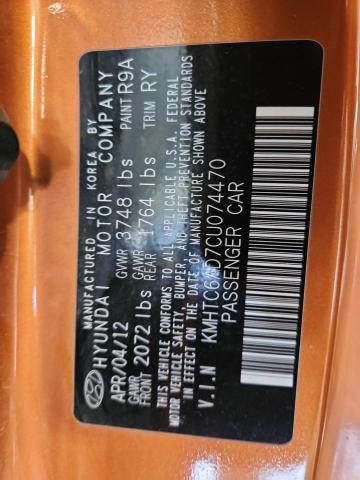 MANUFACTURED IN KOREA BY
HYUNDAI MOTOR COMPANY
APR/04/12 GVWR 3748 lbs PAINT R9A
GAWR FRONT 2072 lbs GAWR REAR 1764 lbs TRIM RY
THIS VEHICLE CONFORMS TO ALL APPLICABLE U.S.A. FEDERAL
MOTOR VEHICLE SAFETY, BUMPER, AND THEFT PREVENTION STANDARDS
IN EFFECT ON THE DATE OF MANUFACTURE SHOWN ABOVE
V.I.N
PASSENGER CAR